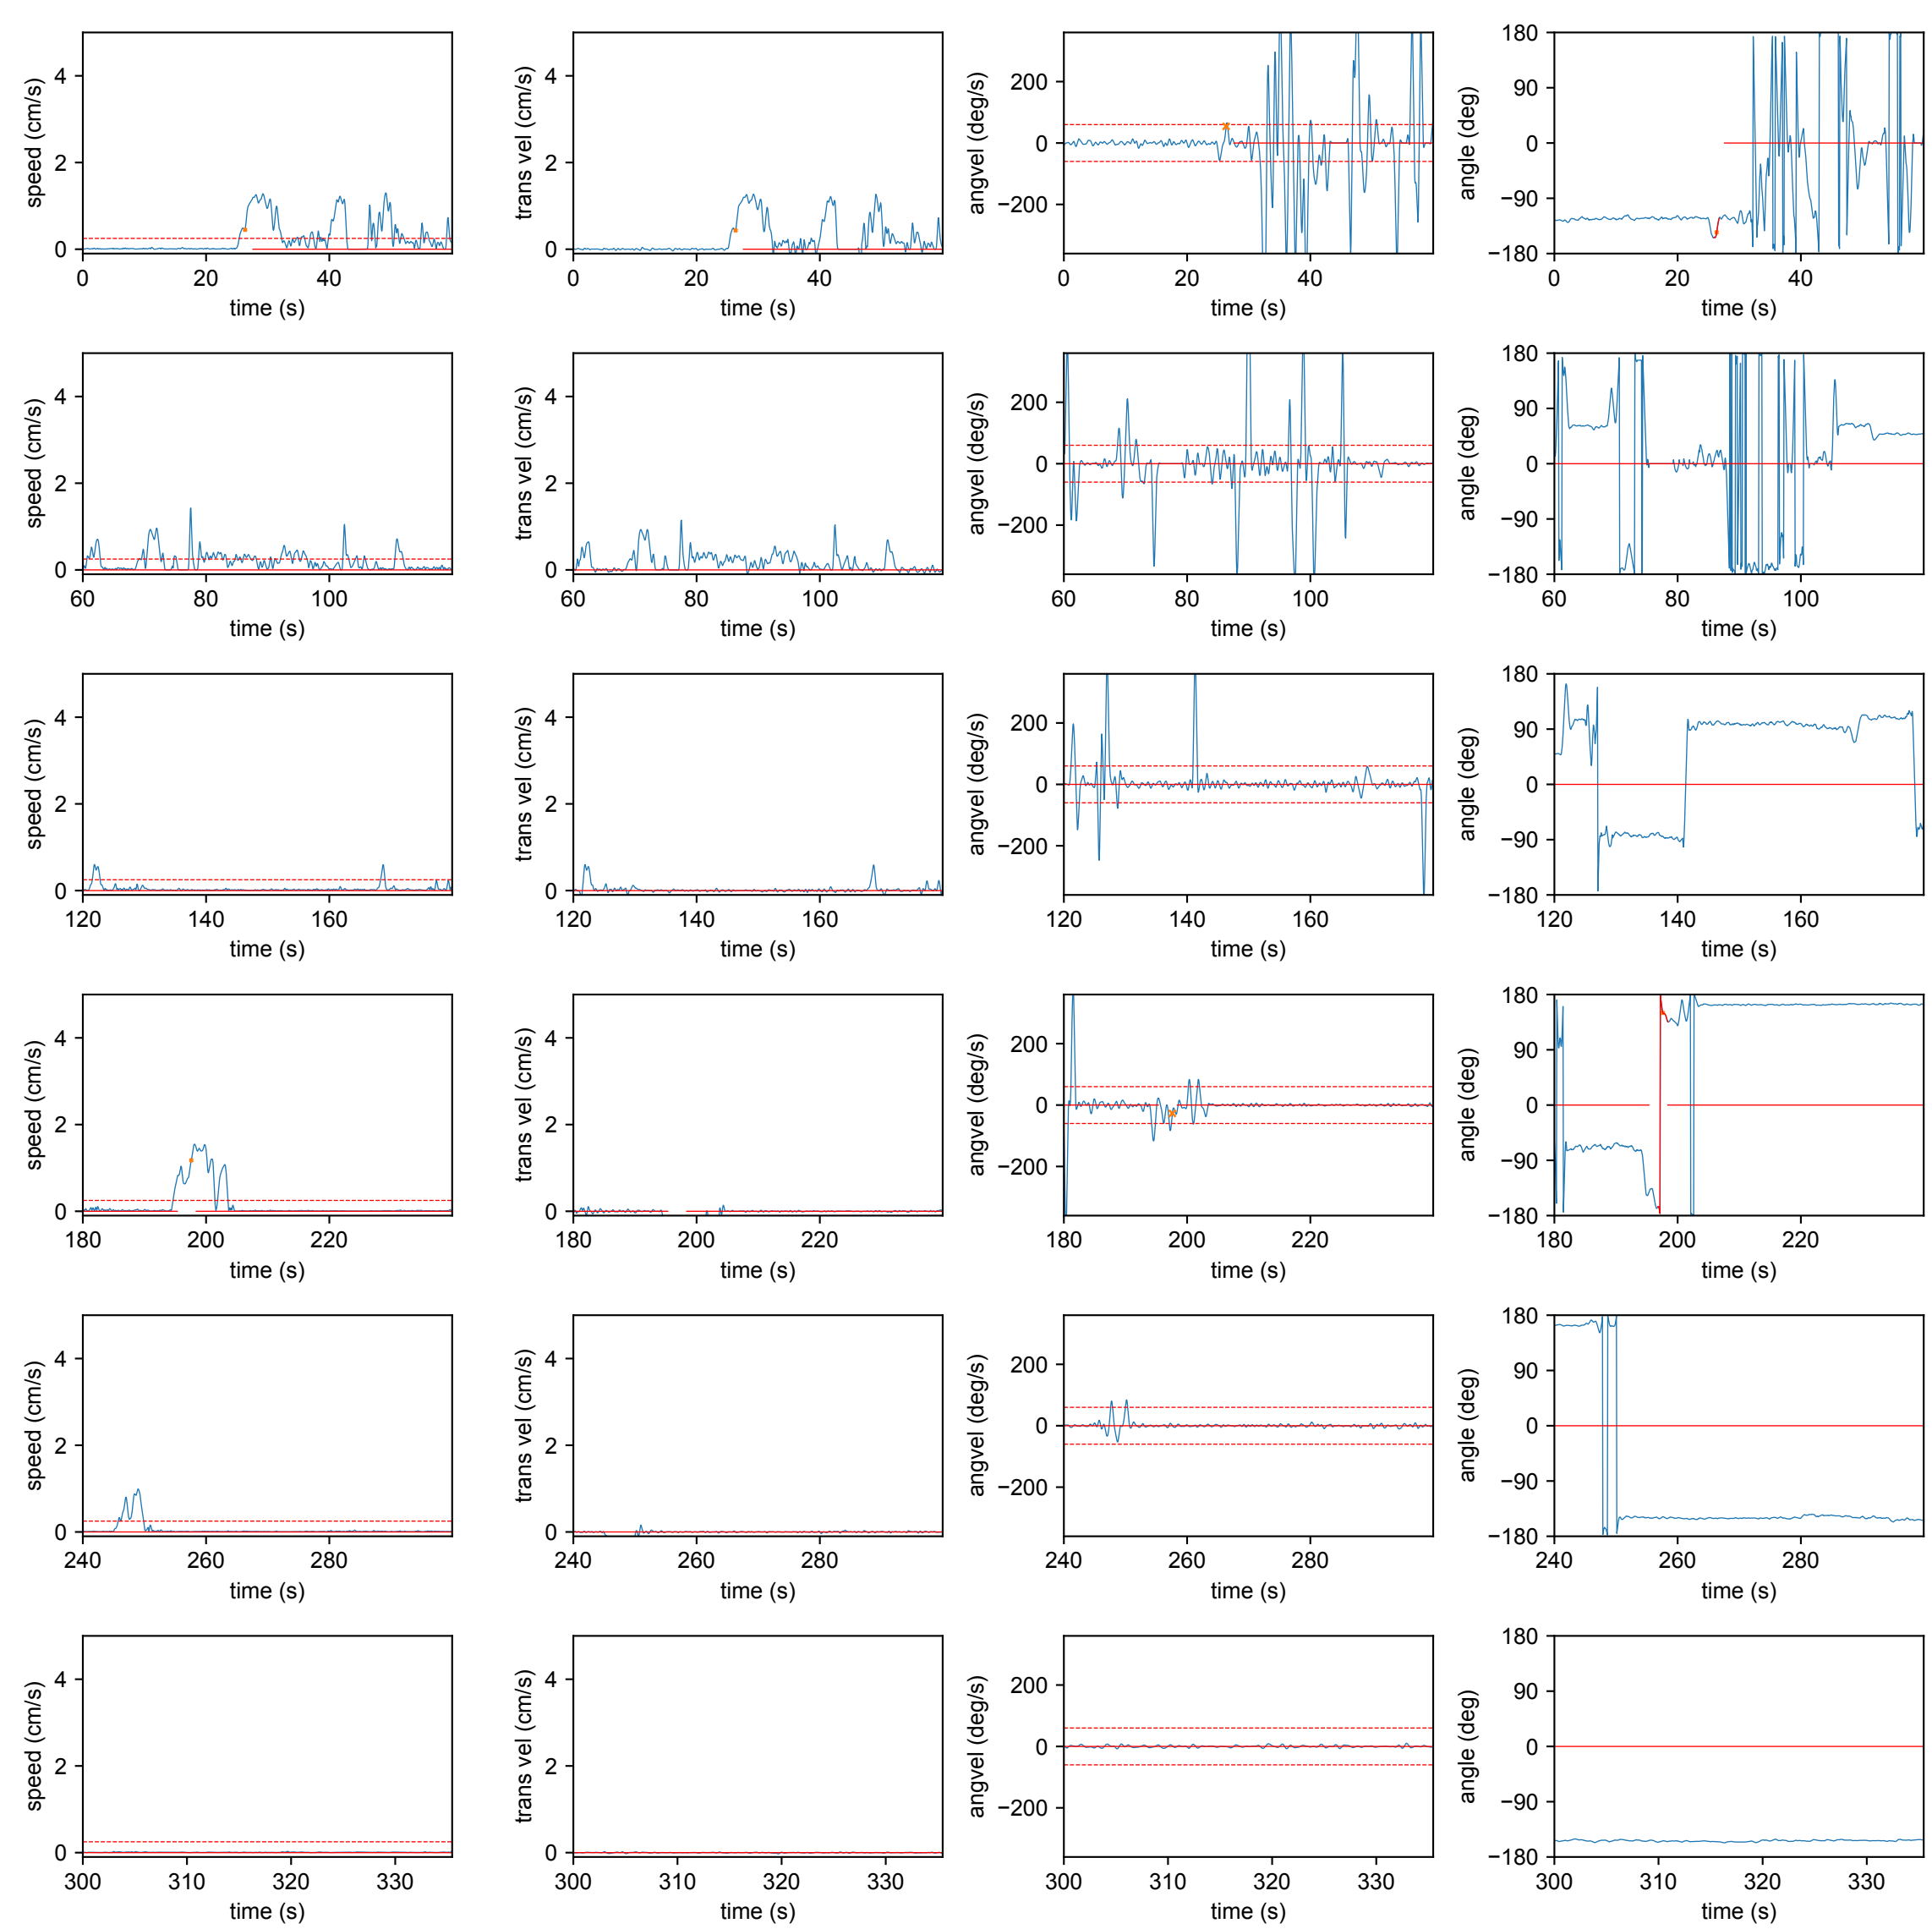 speed (cm/s)
4
2
0
0 20 40
time (s)
trans vel (cm/s)
4
2
0
0 20 40
time (s)
angvel (deg/s)
200
0
−200
0 20 40
time (s)
angle (deg)
180
90
0
−90
−180
0 20 40
time (s)
speed (cm/s)
4
2
0
60 80 100
time (s)
trans vel (cm/s)
4
2
0
60 80 100
time (s)
angvel (deg/s)
200
0
−200
60 80 100
time (s)
angle (deg)
180
90
0
−90
−180
60 80 100
time (s)
speed (cm/s)
4
2
0
120 140 160
time (s)
trans vel (cm/s)
4
2
0
120 140 160
time (s)
angvel (deg/s)
200
0
−200
120 140 160
time (s)
angle (deg)
180
90
0
−90
−180
120 140 160
time (s)
speed (cm/s)
4
2
0
180 200 220
time (s)
trans vel (cm/s)
4
2
0
180 200 220
time (s)
angvel (deg/s)
200
0
−200
180 200 220
time (s)
angle (deg)
180
90
0
−90
−180
180 200 220
time (s)
speed (cm/s)
4
2
0
240 260 280
time (s)
trans vel (cm/s)
4
2
0
240 260 280
time (s)
angvel (deg/s)
200
0
−200
240 260 280
time (s)
angle (deg)
180
90
0
−90
−180
240 260 280
time (s)
speed (cm/s)
4
2
0
300 310 320 330
time (s)
trans vel (cm/s)
4
2
0
300 310 320 330
time (s)
angvel (deg/s)
200
0
−200
300 310 320 330
time (s)
angle (deg)
180
90
0
−90
−180
300 310 320 330
time (s)